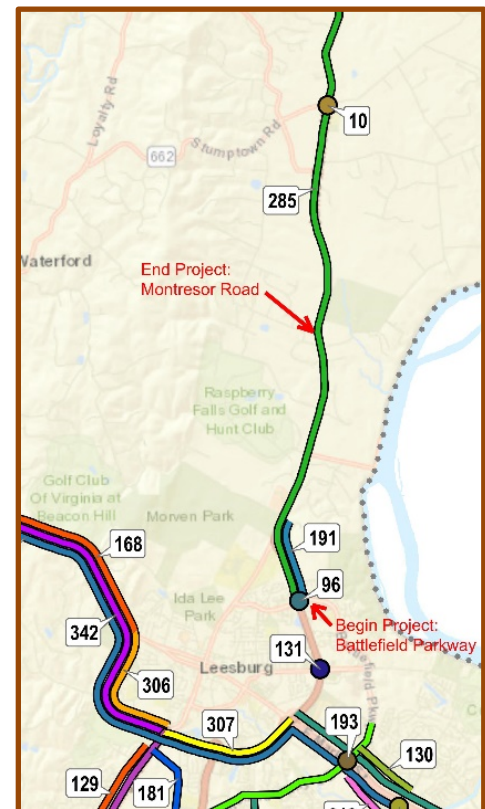 Loyalty Rd
10
Stumptown Rd
662
285
Waterford
End Project:
Montresor Road
Raspberry
Falls Golf and
Hunt Club
Golf Club
Of Virginia at
Beacon Hill
Morven Park
168
191
96
Ida Lee
Park
342
Begin Project:
Battlefield Parkway
131
Leesburg
306
307
193
130
129
181